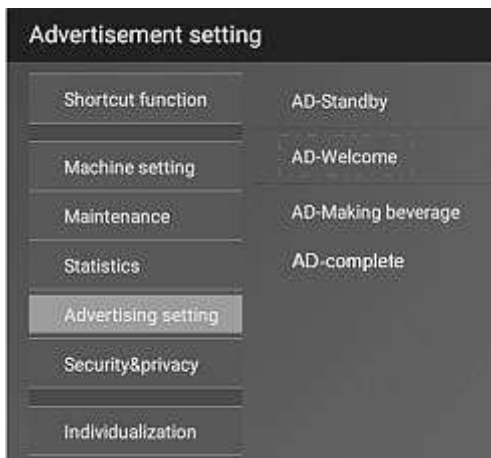 Advertisement setting
Shortcut function
Machine setting
Maintenance
Statistics
Advertising setting
Security&privacy
Individualization
AD-Standby
AD-Welcome
AD-Making beverage
AD-complete